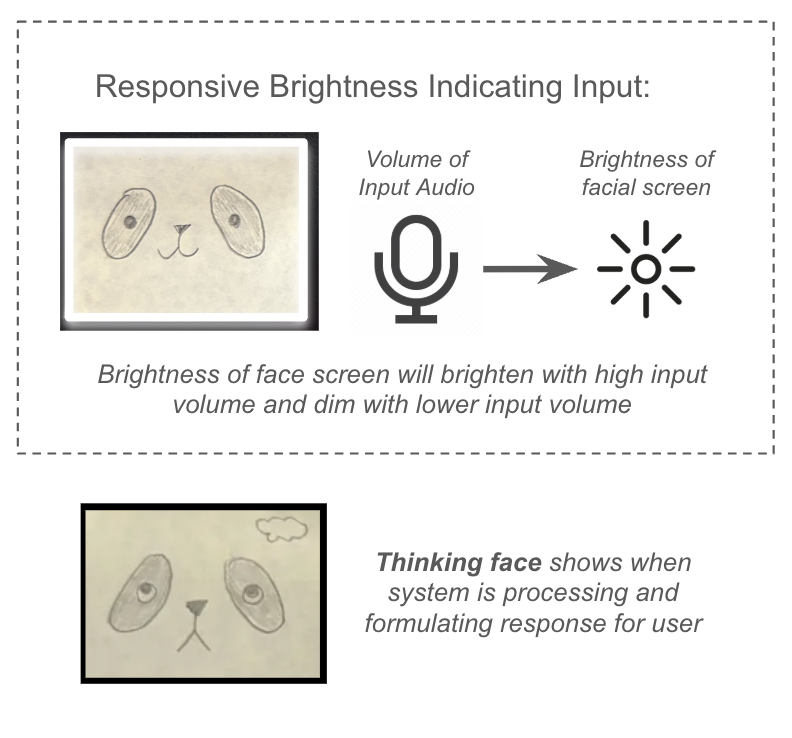 Responsive Brightness Indicating Input:
Volume of
Input Audio
Brightness of
facial screen
Brightness of face screen will brighten with high input
volume and dim with lower input volume
Thinking face shows when
system is processing and
formulating response for user